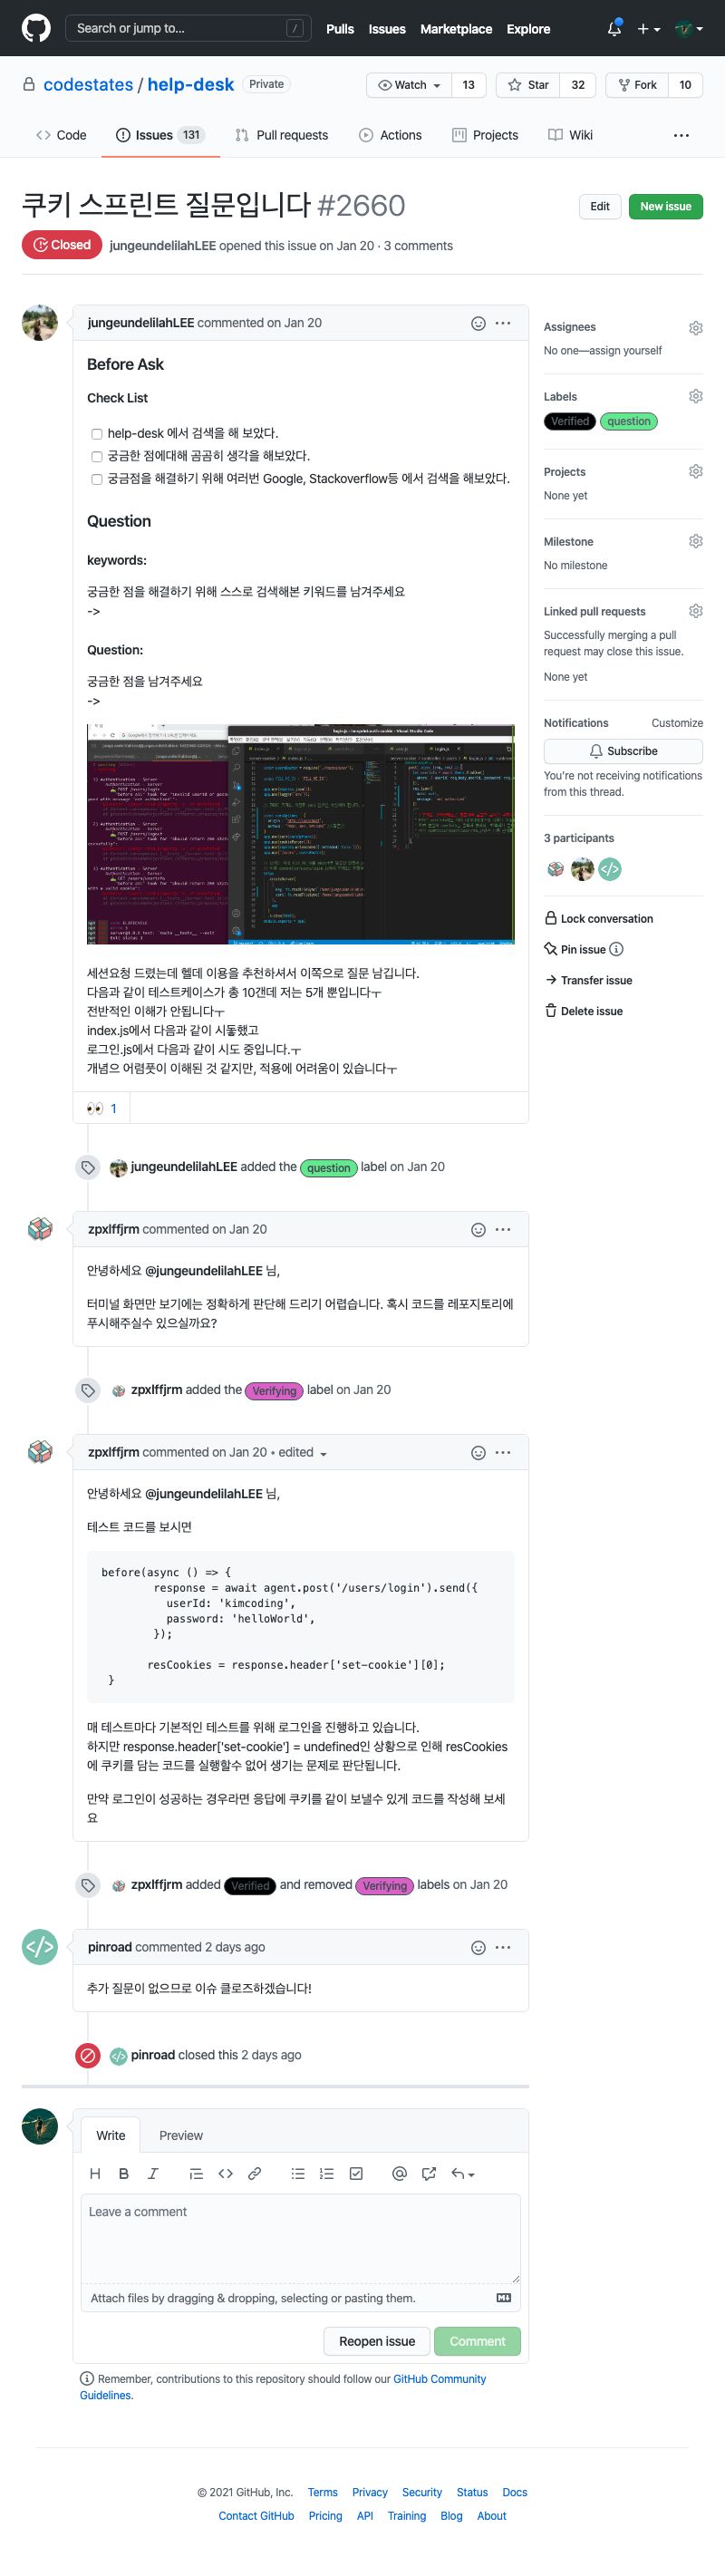 Search or jump to... /
Pulls Issues Marketplace Explore
codestates / help-desk Private
Watch 13 Star 32 Fork 10
Code Issues 131 Pull requests Actions Projects Wiki ...
쿠키 스프린트 질문입니다 #2660
Edit New issue
Closed jungeundelilahLEE opened this issue on Jan 20 · 3 comments
jungeundelilahLEE commented on Jan 20
Before Ask
Check List
help-desk 에서 검색을 해 보았다.
궁금한 점에대해 곰곰히 생각을 해보았다.
궁금점을 해결하기 위해 여러번 Google, Stackoverflow등 에서 검색을 해보았다.
Question
keywords:
궁금한 점을 해결하기 위해 스스로 검색해본 키워드를 남겨주세요
->
Question:
궁금한 점을 남겨주세요
->
세션요청 드렸는데 헬데 이용을 추천하셔서 이쪽으로 질문 남깁니다.
다음과 같이 테스트케이스가 총 10갠데 저는 5개 뿐입니다ㅜ
전반적인 이해가 안됩니다ㅜ
index.js에서 다음과 같이 시돟했고
로그인.js에서 다음과 같이 시도 중입니다.ㅜ
개념으 어렴풋이 이해된 것 같지만, 적용에 어려움이 있습니다ㅜ
👀 1
jungeundelilahLEE added the question label on Jan 20
zpxlffjrm commented on Jan 20
안녕하세요 @jungeundelilahLEE 님,
터미널 화면만 보기에는 정확하게 판단해 드리기 어렵습니다. 혹시 코드를 레포지토리에
푸시해주실수 있으실까요?
zpxlffjrm added the Verifying label on Jan 20
zpxlffjrm commented on Jan 20 • edited
안녕하세요 @jungeundelilahLEE 님,
테스트 코드를 보시면
before(async () => {
response = await agent.post('/users/login').send({
userId: 'kimcoding',
password: 'helloWorld',
});
resCookies = response.header['set-cookie'][0];
}
매 테스트마다 기본적인 테스트를 위해 로그인을 진행하고 있습니다.
하지만 response.header['set-cookie'] = undefined인 상황으로 인해 resCookies
에 쿠키를 담는 코드를 실행할수 없어 생기는 문제로 판단됩니다.
만약 로그인이 성공하는 경우라면 응답에 쿠키를 같이 보낼수 있게 코드를 작성해 보세
요
zpxlffjrm added Verified and removed Verifying labels on Jan 20
pinroad commented 2 days ago
추가 질문이 없으므로 이슈 클로즈하겠습니다!
pinroad closed this 2 days ago
Write Preview
Leave a comment
Attach files by dragging & dropping, selecting or pasting them.
Reopen issue Comment
Remember, contributions to this repository should follow our GitHub Community
Guidelines.
Assignees
No one—assign yourself
Labels
Verified question
Projects
None yet
Milestone
No milestone
Linked pull requests
Successfully merging a pull
request may close this issue.
None yet
Notifications Customize
Subscribe
You're not receiving notifications
from this thread.
3 participants
Lock conversation
Pin issue
Transfer issue
Delete issue
© 2021 GitHub, Inc. Terms Privacy Security Status Docs
Contact GitHub Pricing API Training Blog About